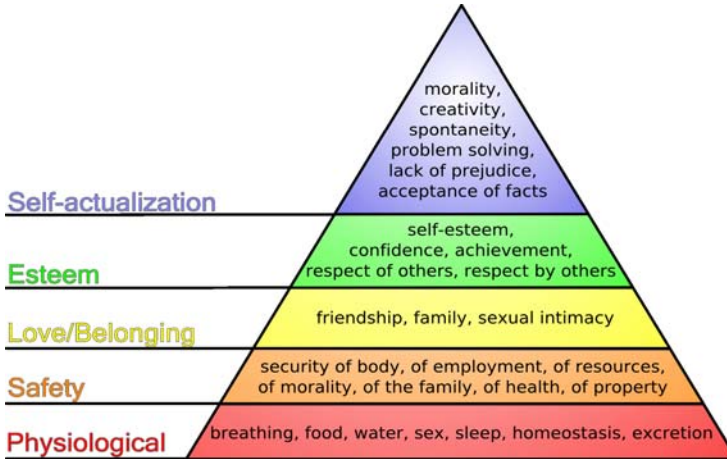 morality,
creativity,
spontaneity,
problem solving,
lack of prejudice,
acceptance of facts
Self-actualization
self-esteem,
confidence, achievement,
respect of others, respect by others
Esteem
friendship, family, sexual intimacy
Love/Belonging
security of body, of employment, of resources,
of morality, of the family, of health, of property
Safety
breathing, food, water, sex, sleep, homeostasis, excretion
Physiological